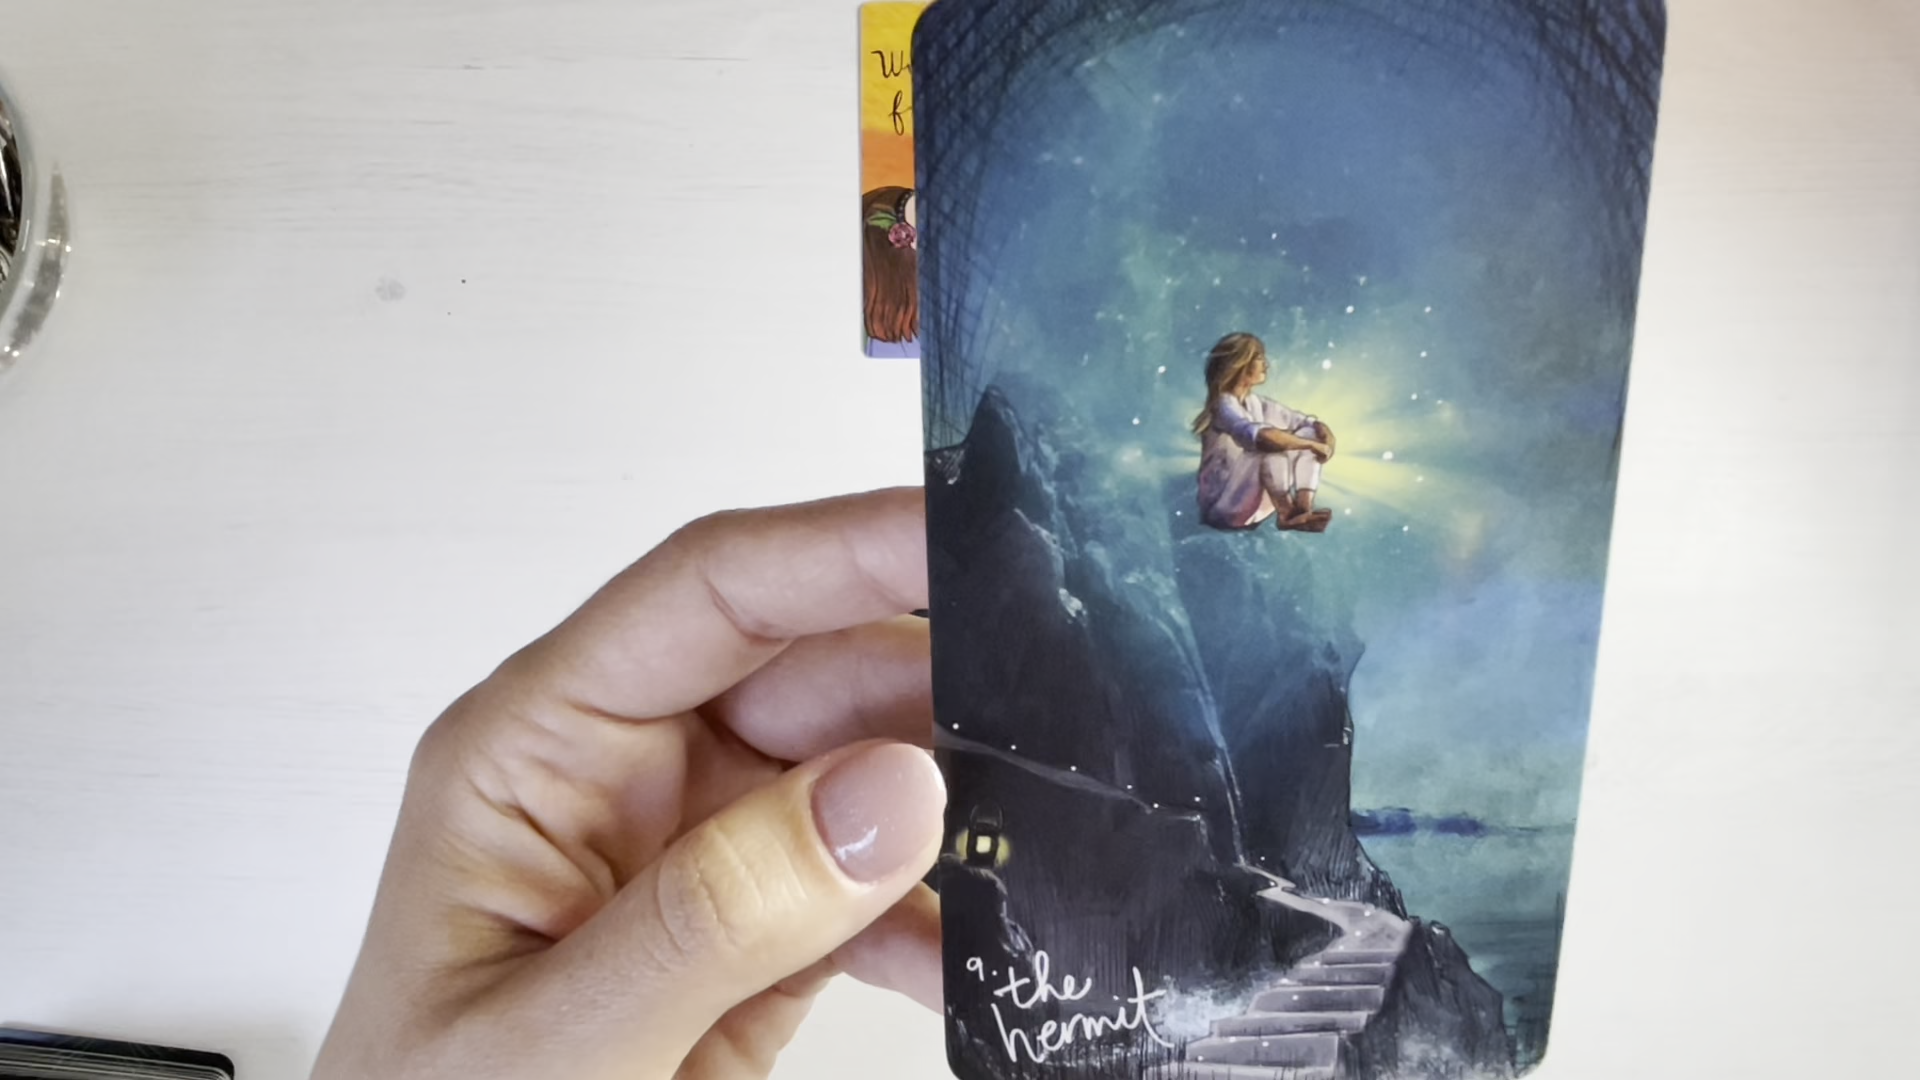 9. the
hermit